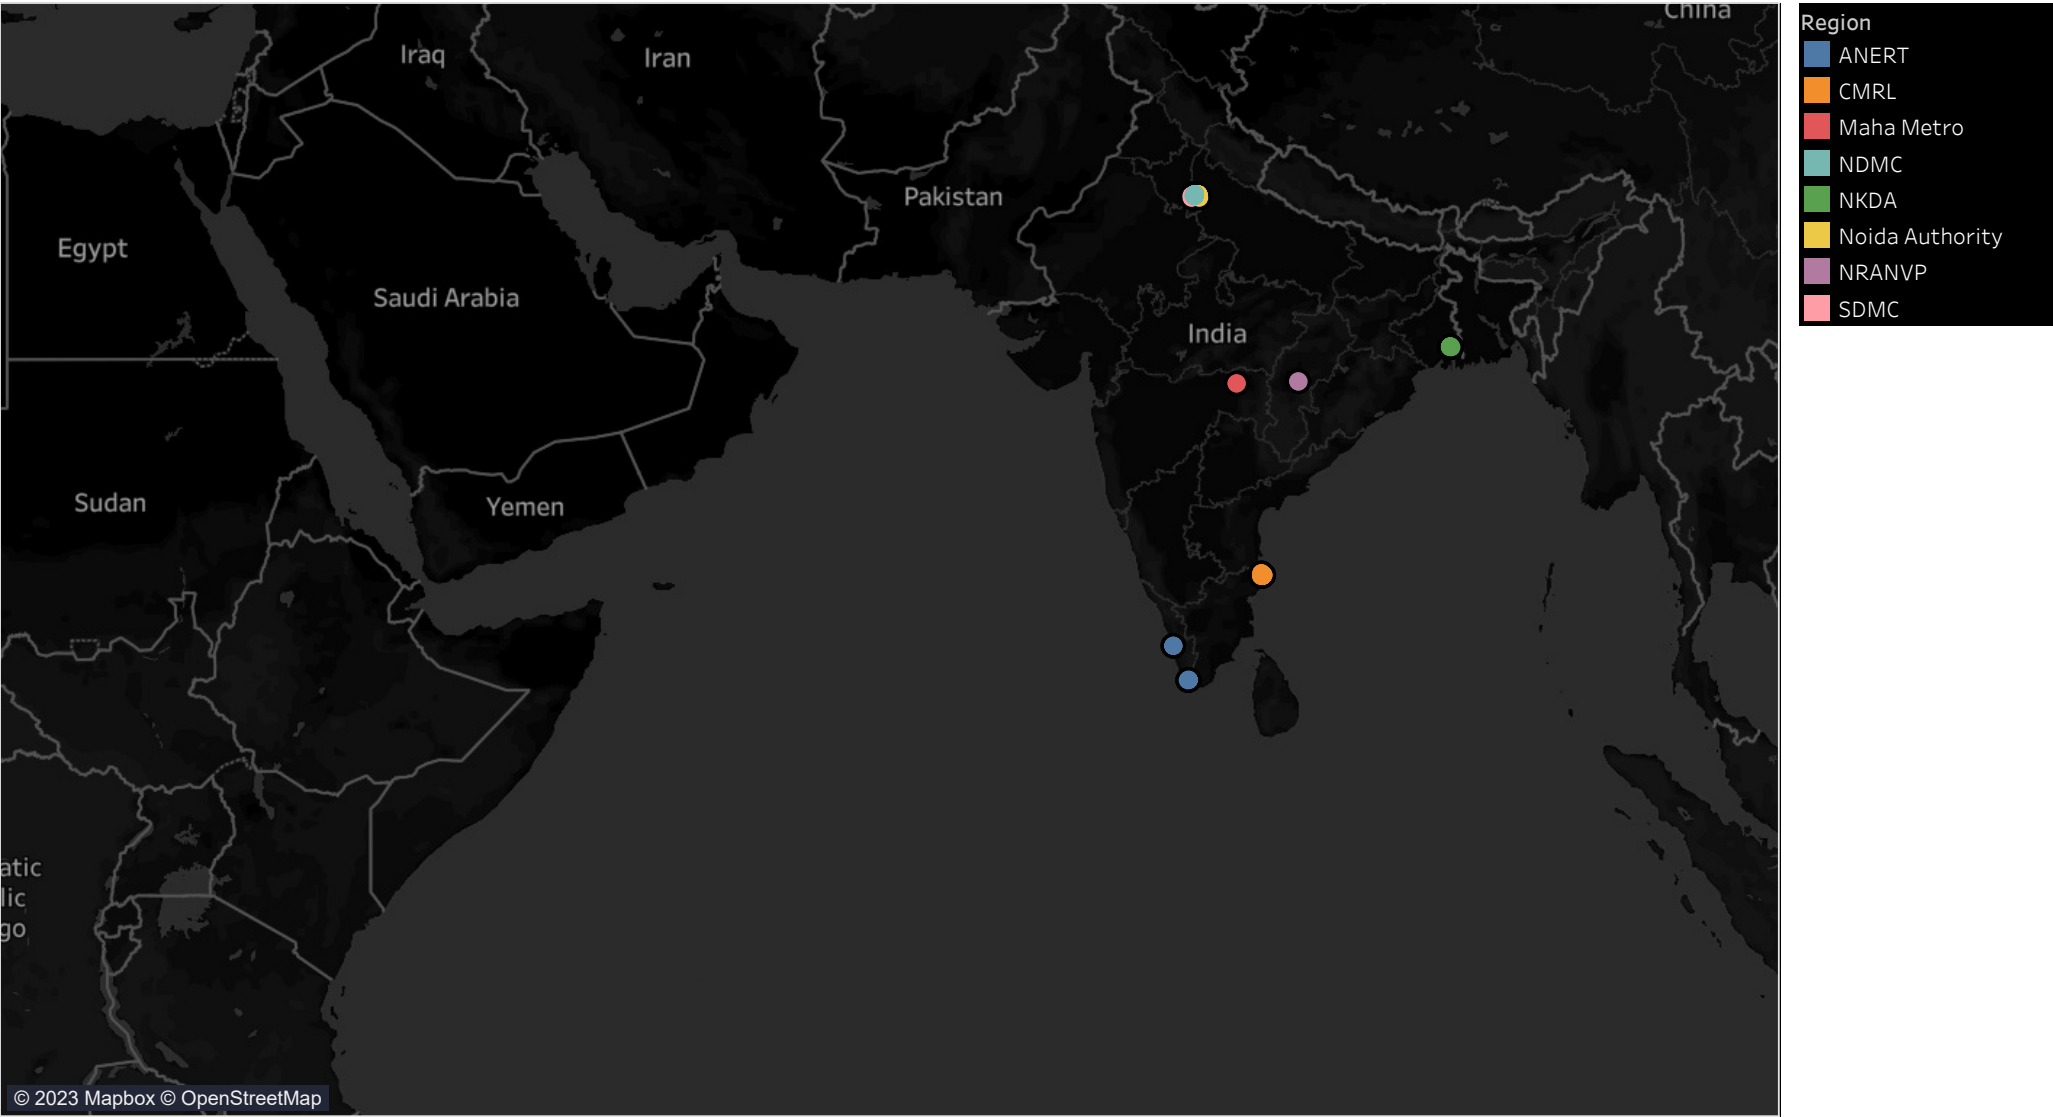 China
Iraq
Iran
Pakistan
Egypt
Saudi Arabia
India
Sudan
Yemen
atic
lic
go
© 2023 Mapbox © OpenStreetMap
Region
ANERT
CMRL
Maha Metro
NDMC
NKDA
Noida Authority
NRANVP
SDMC